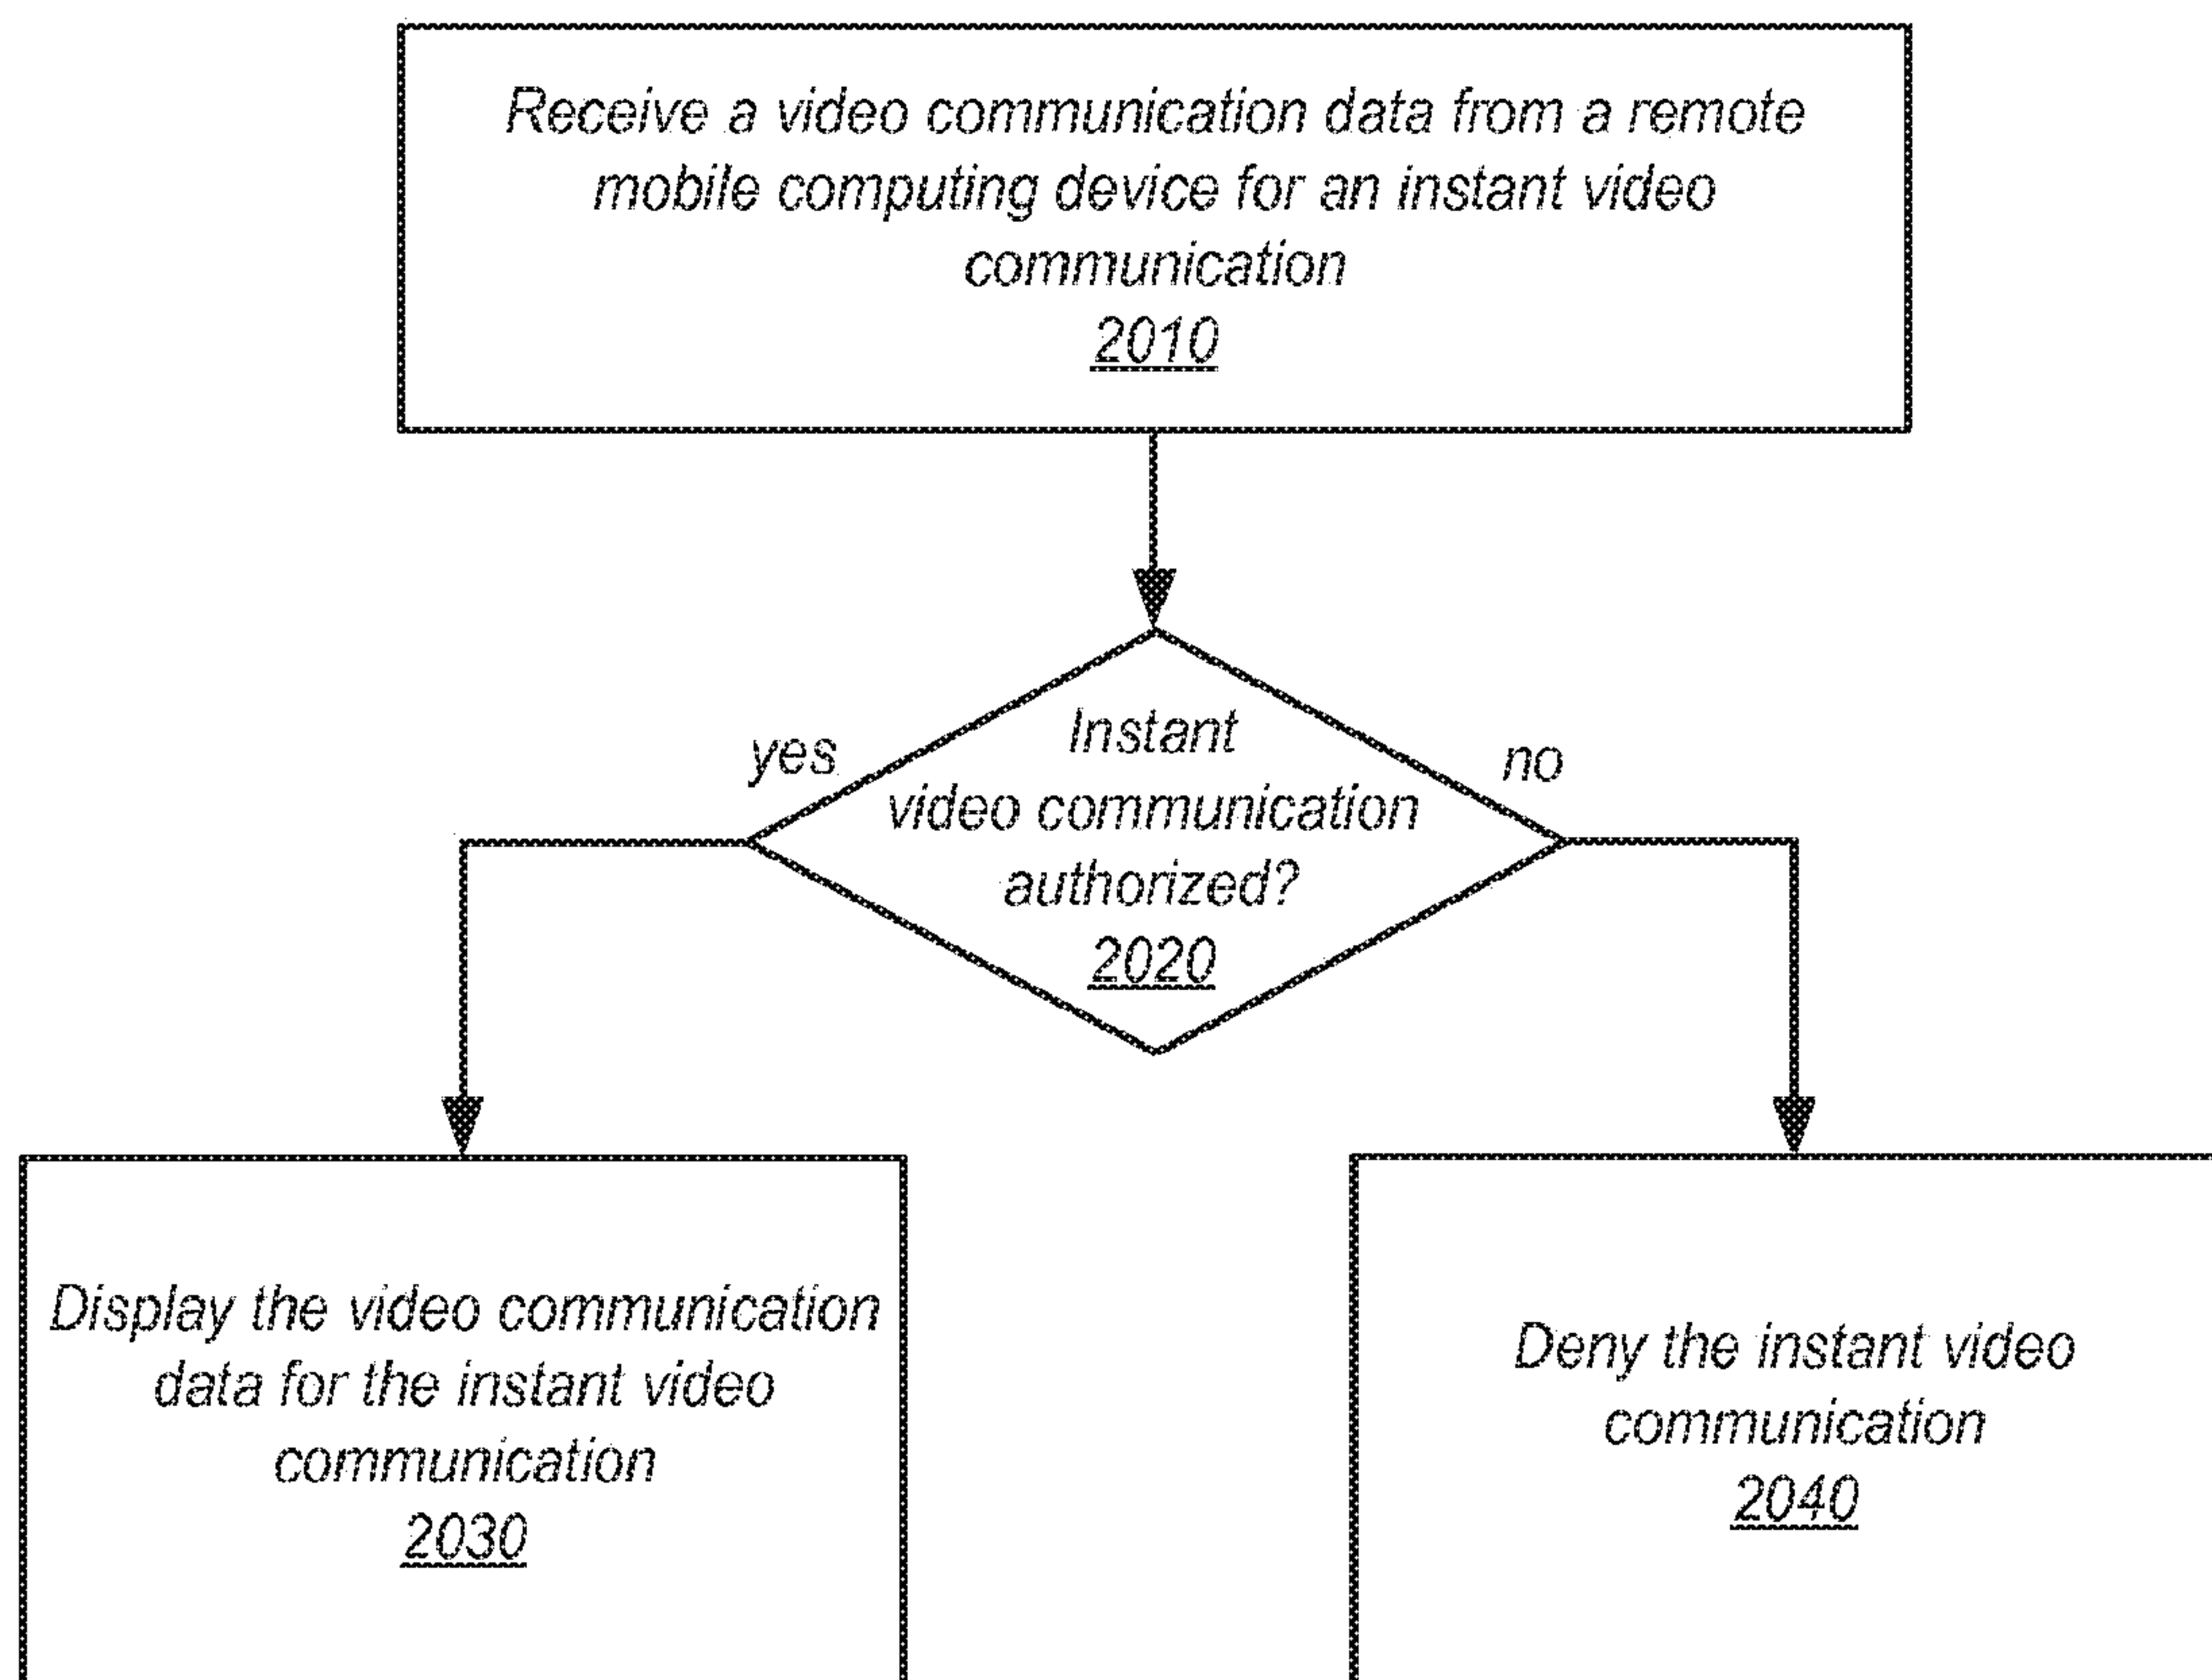 Receive a video communication data from a remote
mobile computing device for an instant video
communication
2010
yes
Instant
video communication
authorized?
2020
no
Display the video communication
data for the instant video
communication
2030
Deny the instant video
communication
2040